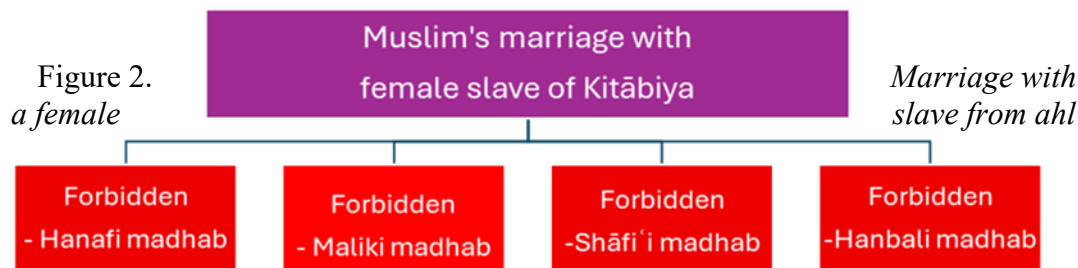 Muslim's marriage with
female slave of Kitābiya
Figure 2.
Marriage with
a female
slave from ahl
Forbidden
- Hanafi madhab
Forbidden
- Maliki madhab
Forbidden
-Shāfiʿi madhab
Forbidden
-Hanbali madhab